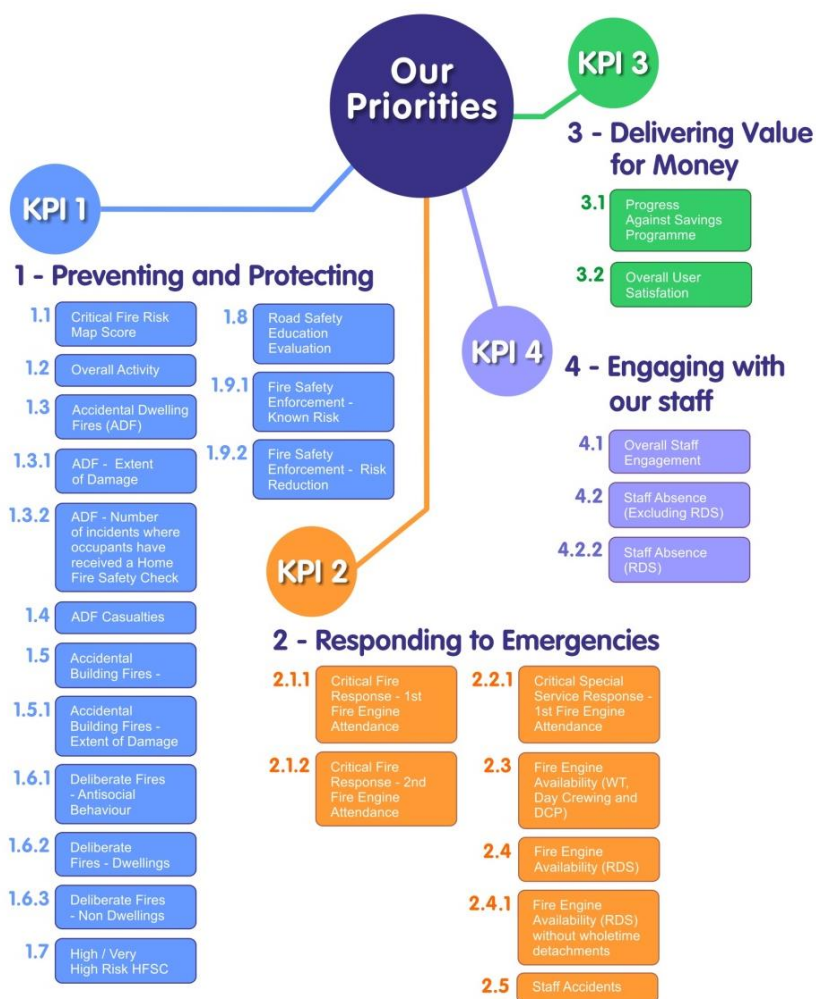 Our
Priorities
KPI 3
3 - Delivering Value
for Money
3.1
Progress
Against Savings
Programme
3.2
Overall User
Satisfation
KPI 1
1 - Preventing and Protecting
1.1
Critical Fire Risk
Map Score
1.2
Overall Activity
1.3
Accidental Dwelling
Fires (ADF)
1.3.1
ADF - Extent
of Damage
1.3.2
ADF - Number
of incidents where
occupants have
received a Home
Fire Safety Check
1.4
ADF Casualties
1.5
Accidental
Building Fires -
1.5.1
Accidental
Building Fires -
Extent of Damage
1.6.1
Deliberate Fires
- Antisocial
Behaviour
1.6.2
Deliberate
Fires - Dwellings
1.6.3
Deliberate Fires
- Non Dwellings
1.7
High / Very
High Risk HFSC
1.8
Road Safety
Education
Evaluation
1.9.1
Fire Safety
Enforcement -
Known Risk
1.9.2
Fire Safety
Enforcement - Risk
Reduction
KPI 4
4 - Engaging with
our staff
4.1
Overall Staff
Engagement
4.2
Staff Absence
(Excluding RDS)
4.2.2
Staff Absence
(RDS)
KPI 2
2 - Responding to Emergencies
2.1.1
Critical Fire
Response - 1st
Fire Engine
Attendance
2.1.2
Critical Fire
Response - 2nd
Fire Engine
Attendance
2.2.1
Critical Special
Service Response -
1st Fire Engine
Attendance
2.3
Fire Engine
Availability (WT,
Day Crewing and
DCP)
2.4
Fire Engine
Availability (RDS)
2.4.1
Fire Engine
Availability (RDS)
without wholetime
detachments
2.5
Staff Accidents